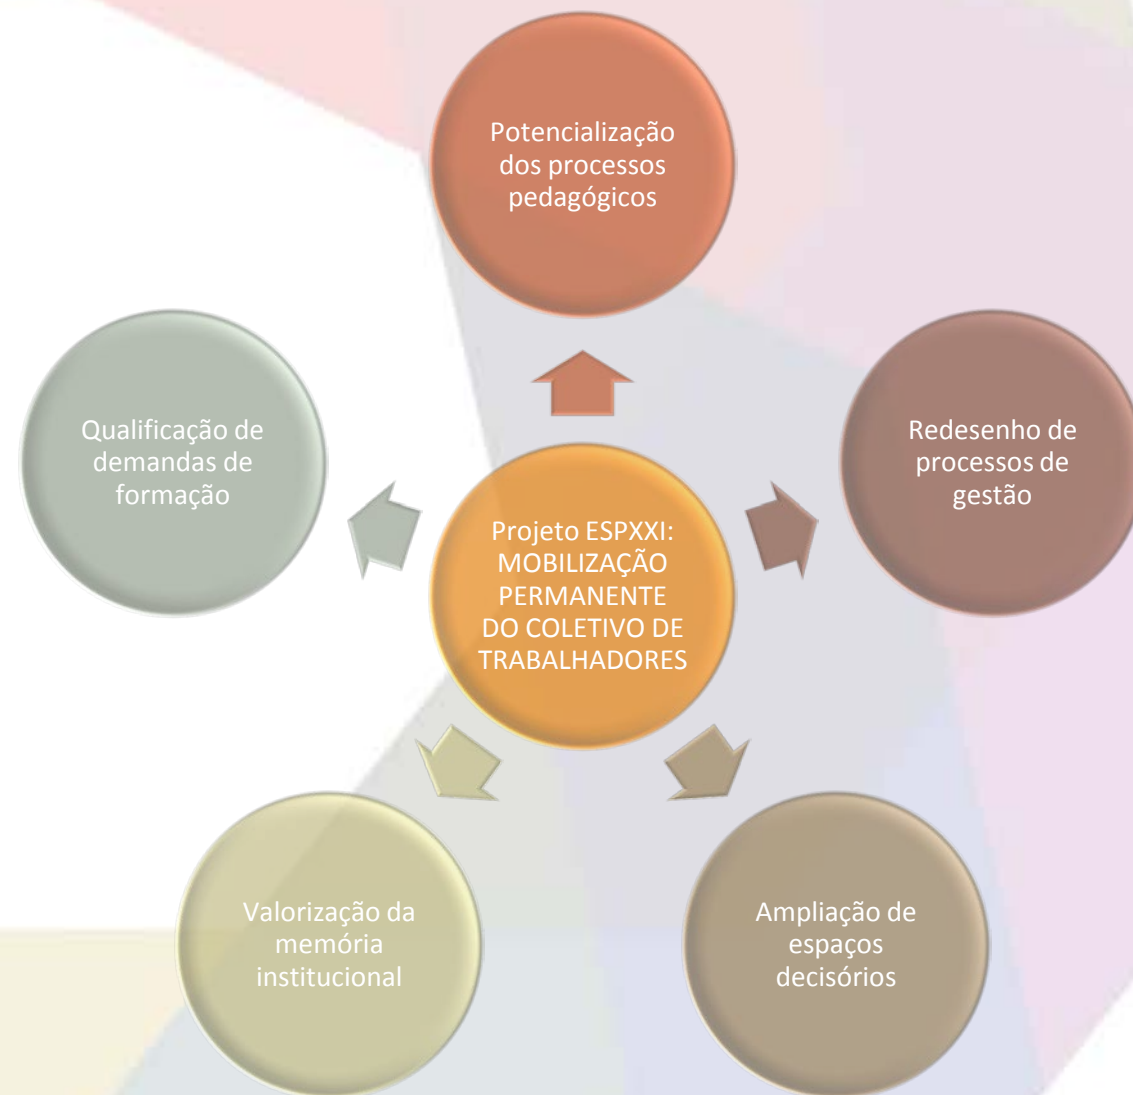 Potencialização
dos processos
pedagógicos
Qualificação de
demandas de
formação
Redesenho de
processos de
gestão
Projeto ESPXXI:
MOBILIZAÇÃO
PERMANENTE
DO COLETIVO DE
TRABALHADORES
Valorização da
memória
institucional
Ampliação de
espaços
decisórios